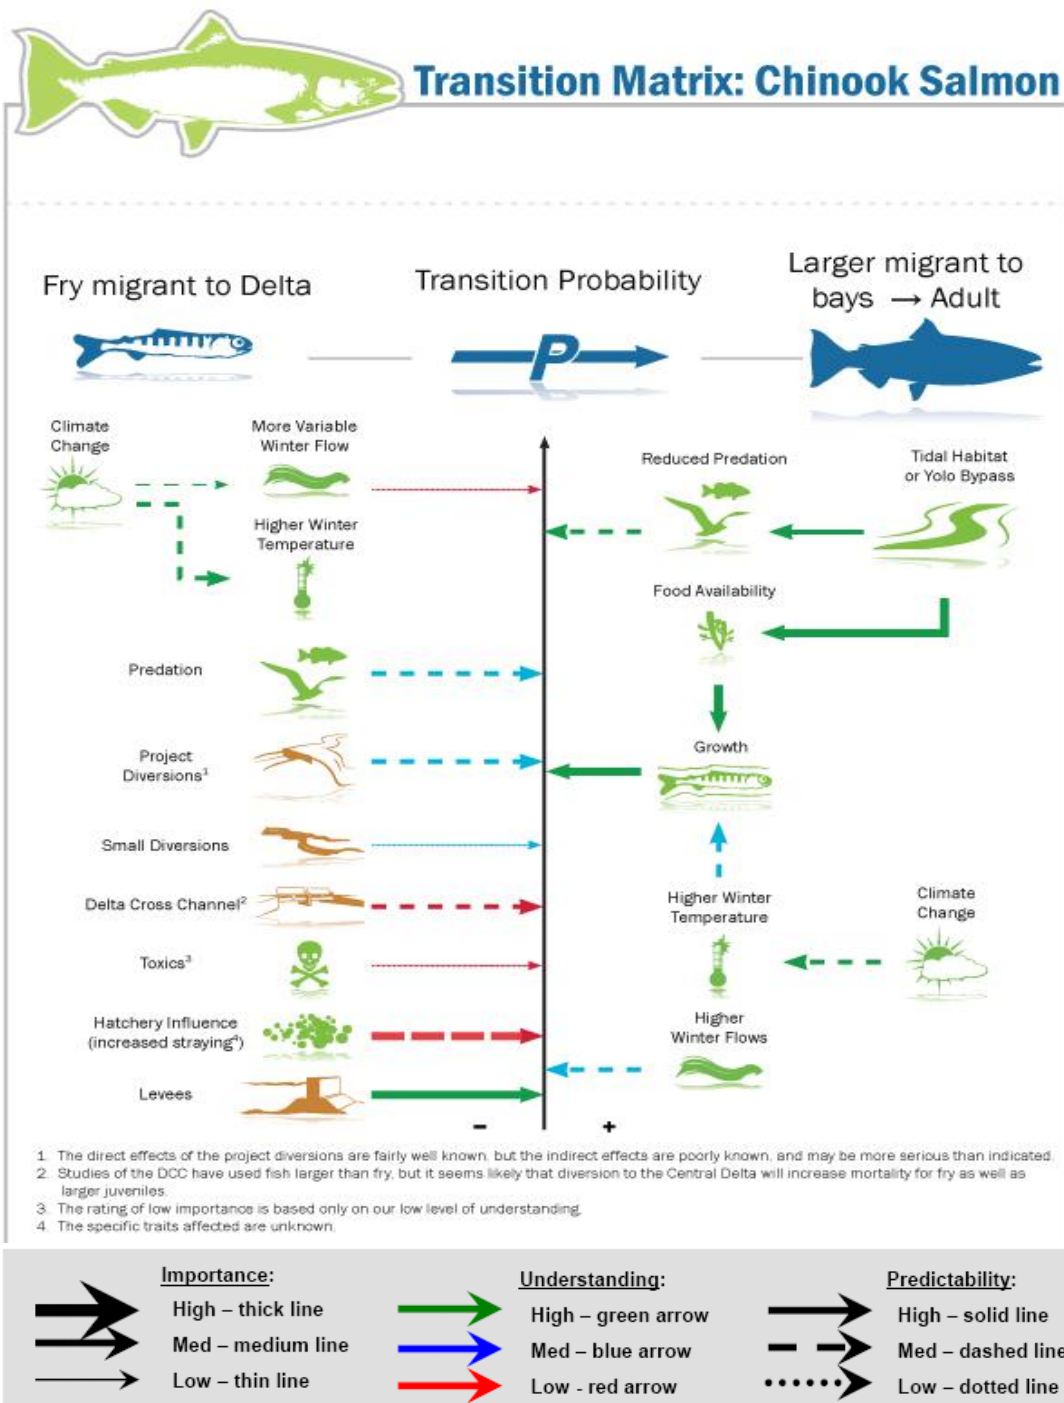 Transition Matrix: Chinook Salmon
Fry migrant to Delta
Transition Probability
Larger migrant to
bays → Adult
P
Climate
Change
More Variable
Winter Flow
Higher Winter
Temperature
Reduced Predation
Tidal Habitat
or Yolo Bypass
Food Availability
Predation
Project
Diversions¹
Growth
Small Diversions
Delta Cross Channel²
Higher Winter
Temperature
Climate
Change
Toxics³
Hatchery Influence
(increased straying⁴)
Higher
Winter Flows
Levees
– +
1. The direct effects of the project diversions are fairly well known, but the indirect effects are poorly known, and may be more serious than indicated.
2. Studies of the DCC have used fish larger than fry, but it seems likely that diversion to the Central Delta will increase mortality for fry as well as
larger juveniles.
3. The rating of low importance is based only on our low level of understanding.
4. The specific traits affected are unknown.
Importance:
High – thick line
Med – medium line
Low – thin line
Understanding:
High – green arrow
Med – blue arrow
Low - red arrow
Predictability:
High – solid line
Med – dashed line
Low – dotted line